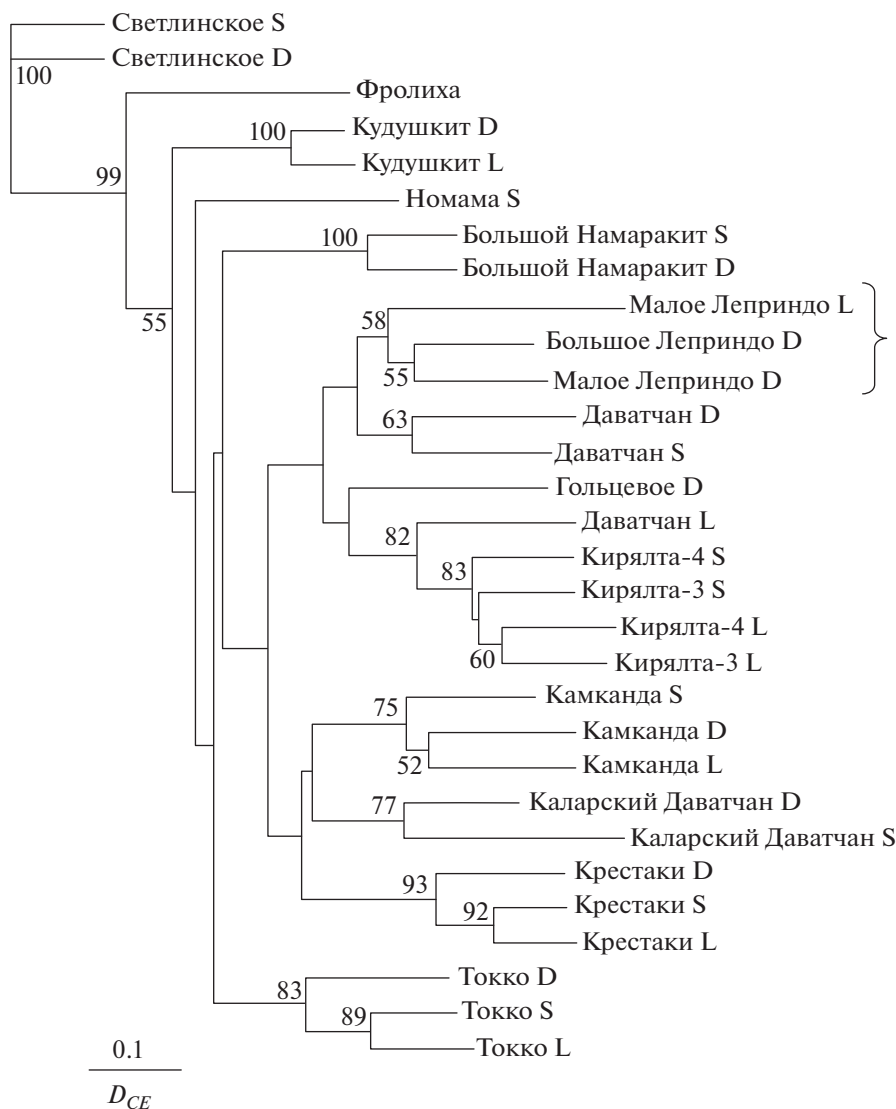 Светлинское S
Светлинское D
100
Фролиха
100
Кудушкит D
Кудушкит L
99
Номама S
100
Большой Намаракит S
Большой Намаракит D
55
58
Малое Леприндо L
Большое Леприндо D
55
Малое Леприндо D
63
Даватчан D
Даватчан S
Гольцевое D
82
Даватчан L
83
Кирялта-4 S
Кирялта-3 S
Кирялта-4 L
60
Кирялта-3 L
75
Камканда S
Камканда D
52
Камканда L
77
Каларский Даватчан D
Каларский Даватчан S
93
Крестаки D
92
Крестаки S
Крестаки L
83
Токко D
89
Токко S
Токко L
0.1
D_CE